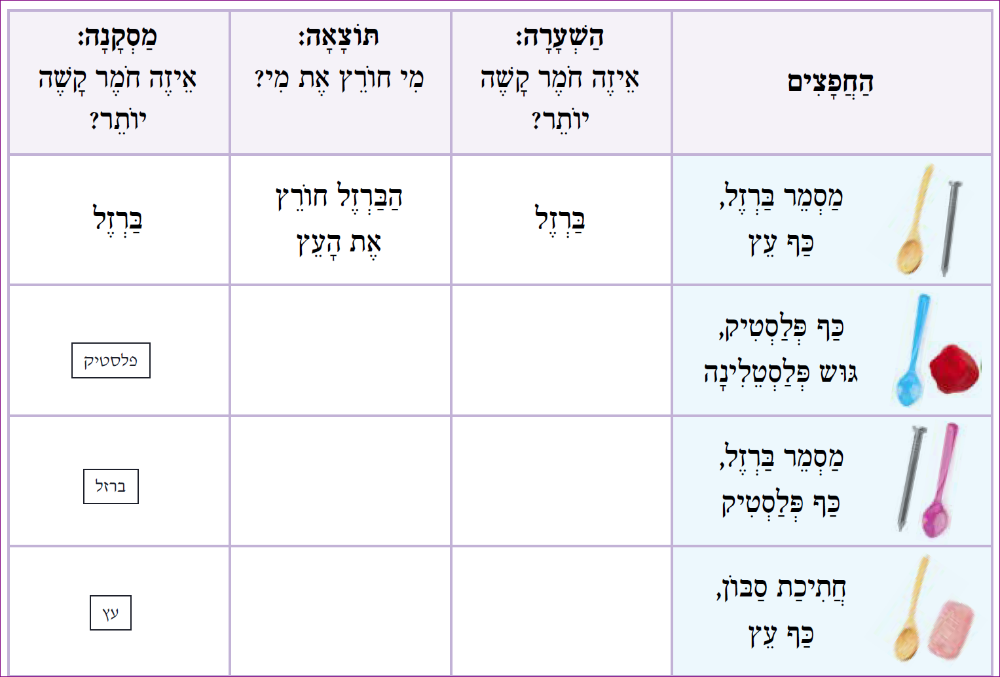 הַחֲפָצִים
הַשְׁעָרָה:
אֵיזֶה חֹמֶר קָשֶׁה
יוֹתֵר?
תּוֹצָאָה:
מִי חוֹרֵץ אֶת מִי?
מַסְקָנָה:
אֵיזֶה חֹמֶר קָשֶׁה
יוֹתֵר?
מַסְמֵר בַּרְזֶל,
כַּף עֵץ
בַּרְזֶל
הַבַּרְזֶל חוֹרֵץ
אֶת הָעֵץ
בַּרְזֶל
כַּף פְּלַסְטִיק,
גּוּשׁ פְּלַסְטֵלִינָה
פלסטיק
מַסְמֵר בַּרְזֶל,
כַּף פְּלַסְטִיק
ברזל
חֲתִיכַת סַבּוֹן,
כַּף עֵץ
עץ